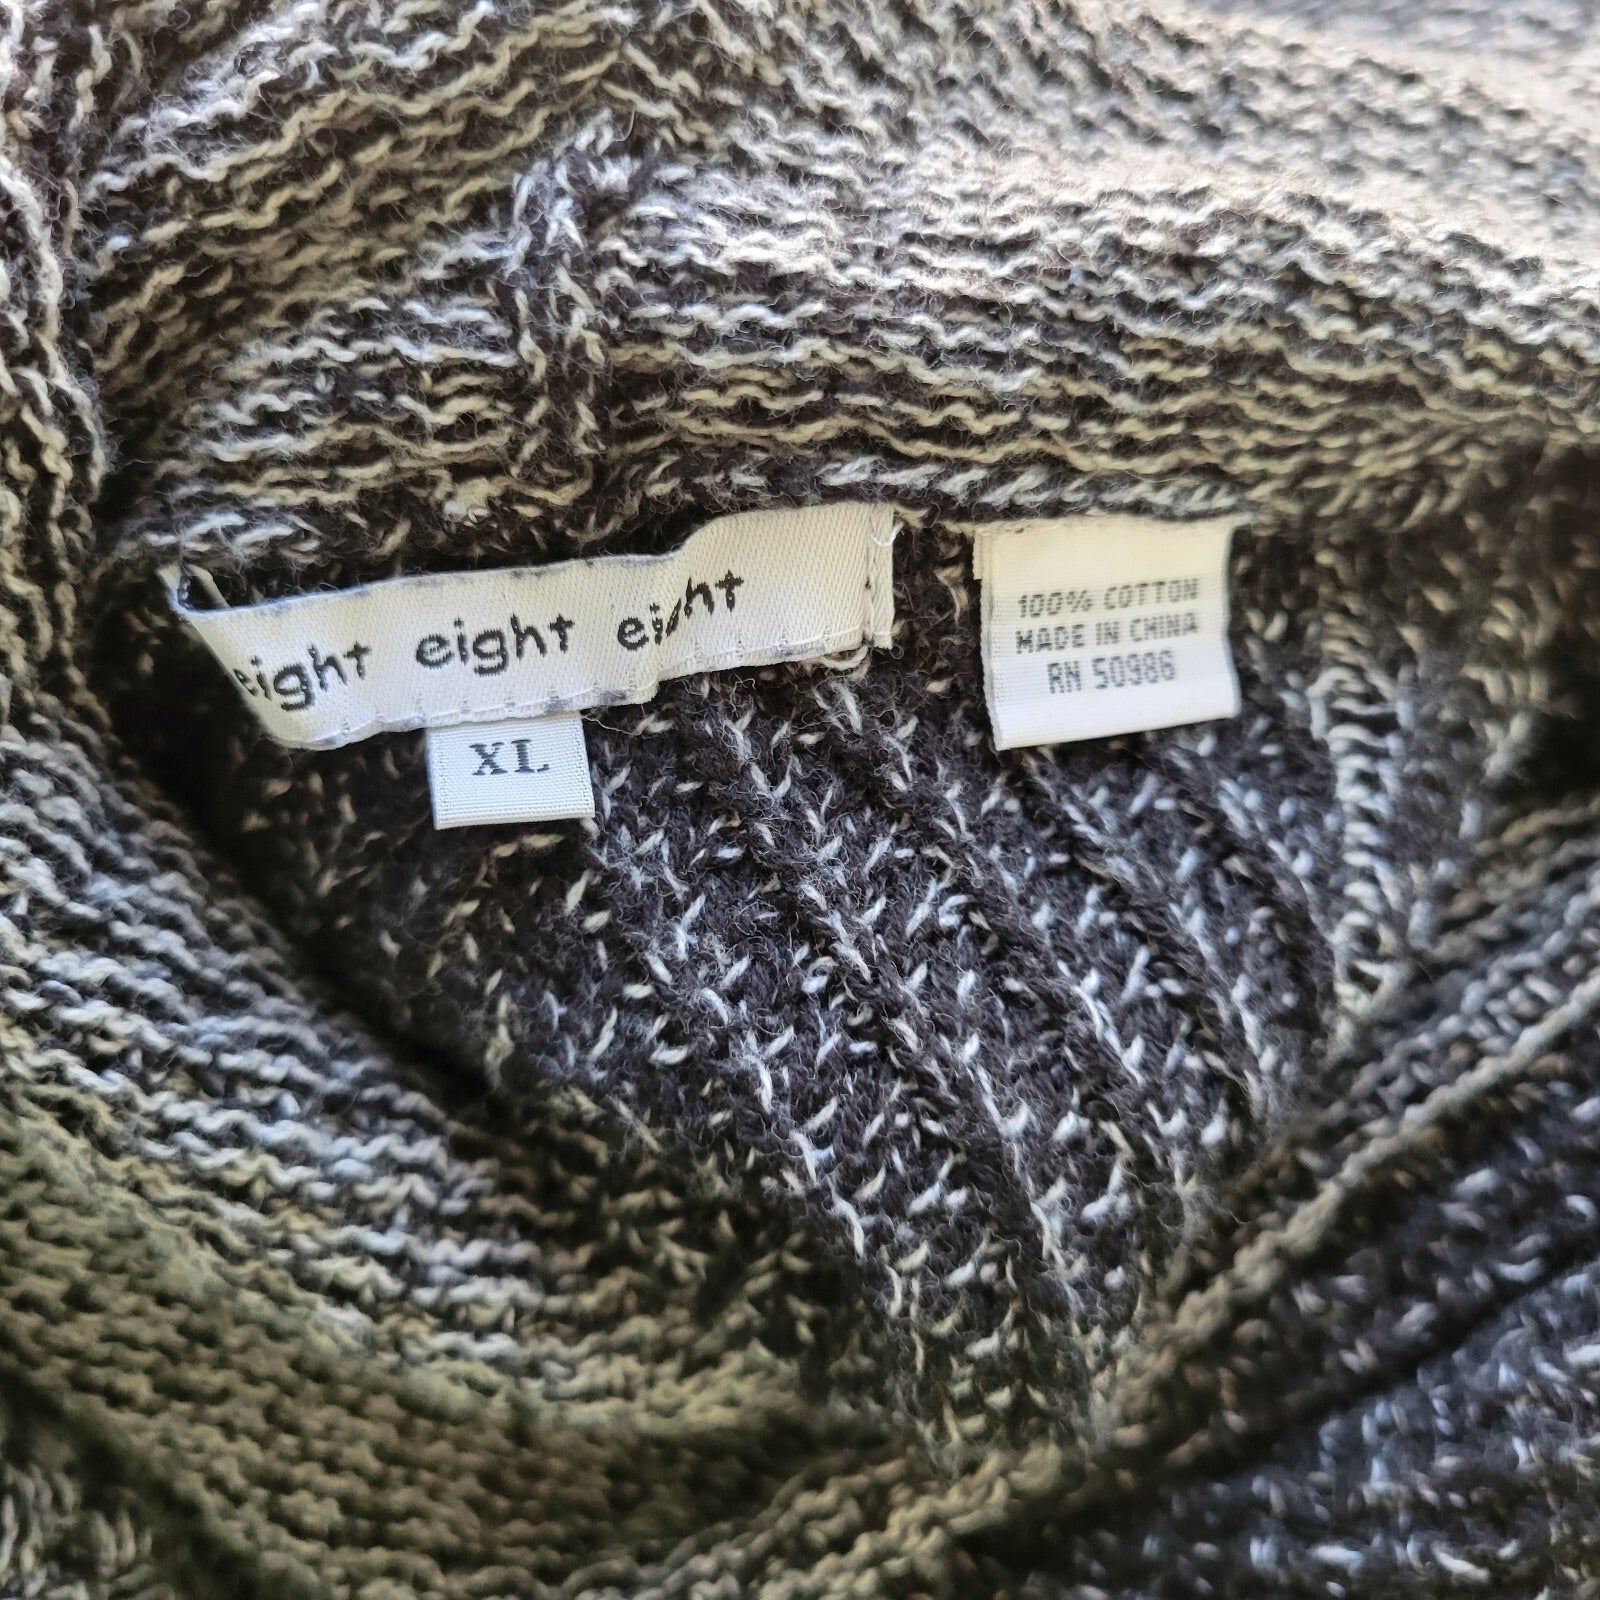 eight eight eight
XL
100% COTTON
MADE IN CHINA
RN 50986